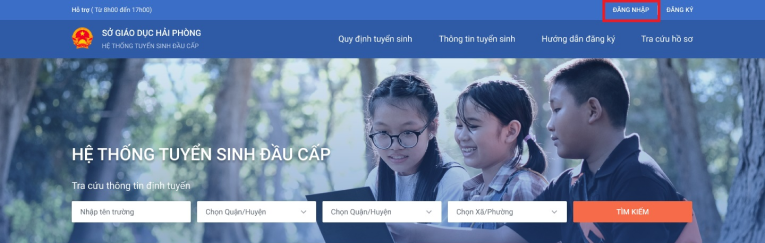 Hỗ trợ ( Từ 8h00 đến 17h00)
ĐĂNG NHẬP
ĐĂNG KÝ
SỞ GIÁO DỤC HẢI PHÒNG
HỆ THỐNG TUYỂN SINH ĐẦU CẤP
Quy định tuyển sinh
Thông tin tuyển sinh
Hướng dẫn đăng ký
Tra cứu hồ sơ
HỆ THỐNG TUYỂN SINH ĐẦU CẤP
Tra cứu thông tin định tuyến
Nhập tên trường
Chọn Quận/Huyện
Chọn Quận/Huyện
Chọn Xã/Phường
TÌM KIẾM